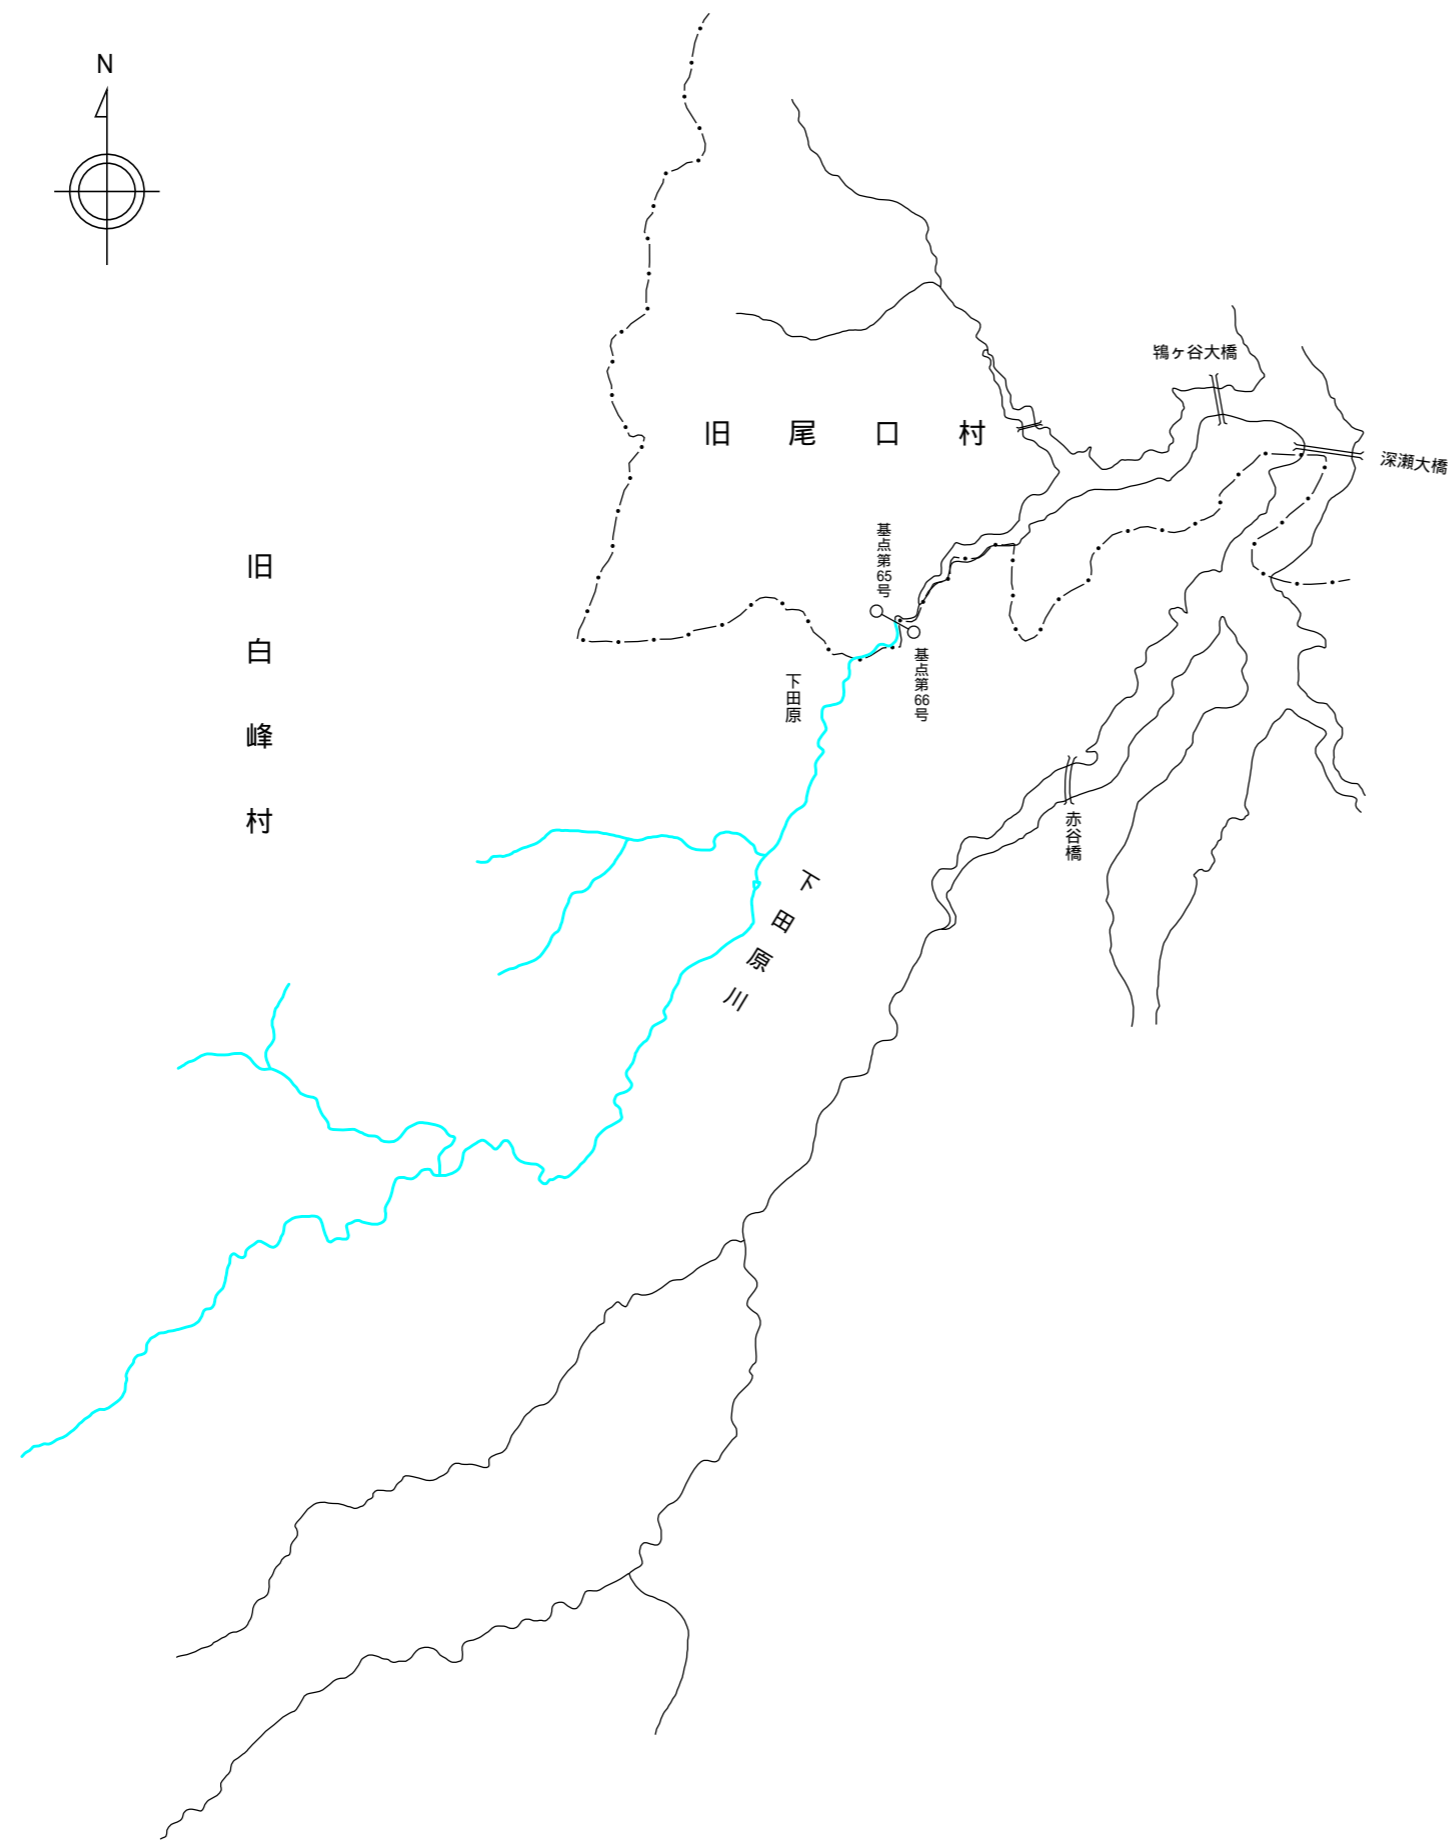 N
鴇ヶ谷大橋
旧尾口村
深瀬大橋
基点第65号
旧白峰村
基点第66号
下田原
赤谷橋
下田原川